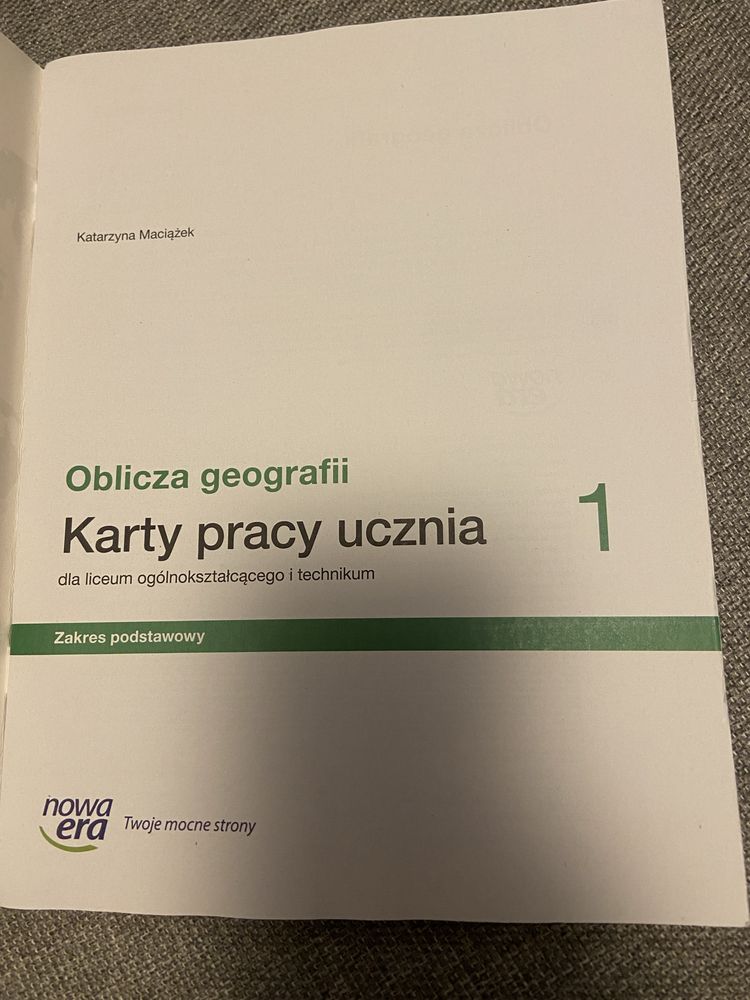 Katarzyna Maciążek
Oblicza geografii
Karty pracy ucznia 1
dla liceum ogólnokształcącego i technikum
Zakres podstawowy
nowa
era
Twoje mocne strony